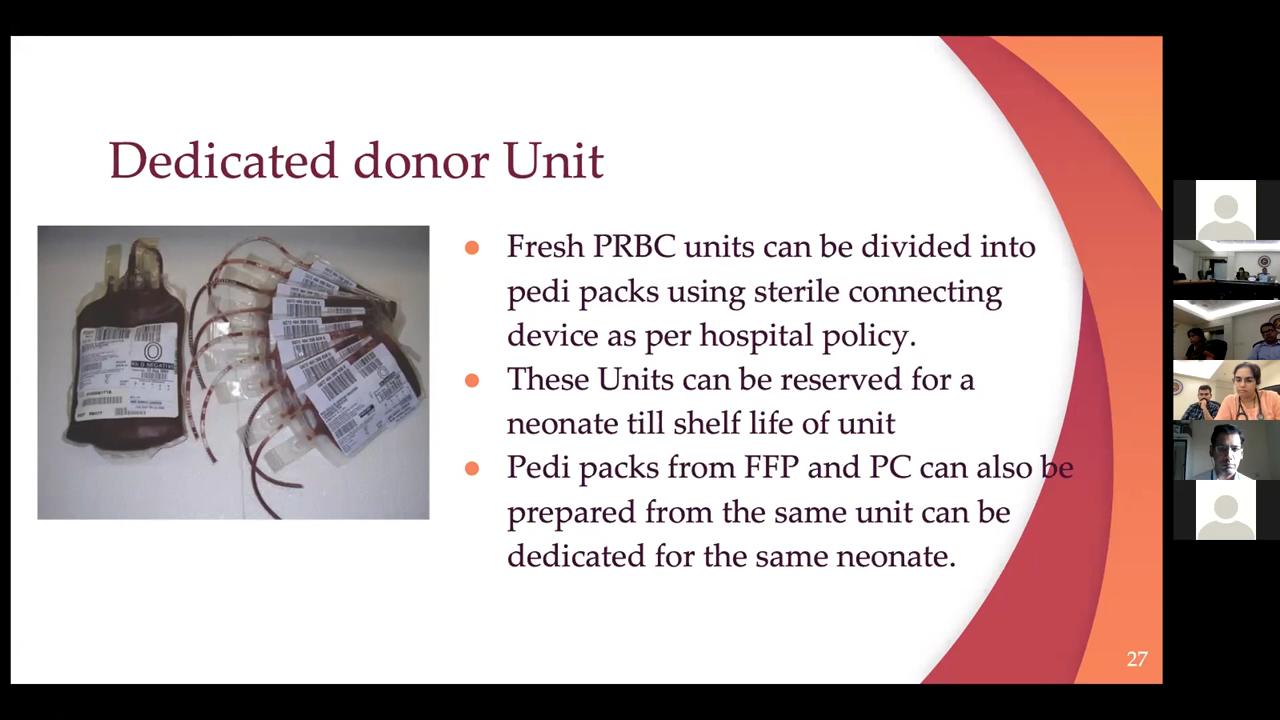 Dedicated donor Unit
Fresh PRBC units can be divided into
pedi packs using sterile connecting
device as per hospital policy.
These Units can be reserved for a
neonate till shelf life of unit
Pedi packs from FFP and PC can also be
prepared from the same unit can be
dedicated for the same neonate.
27